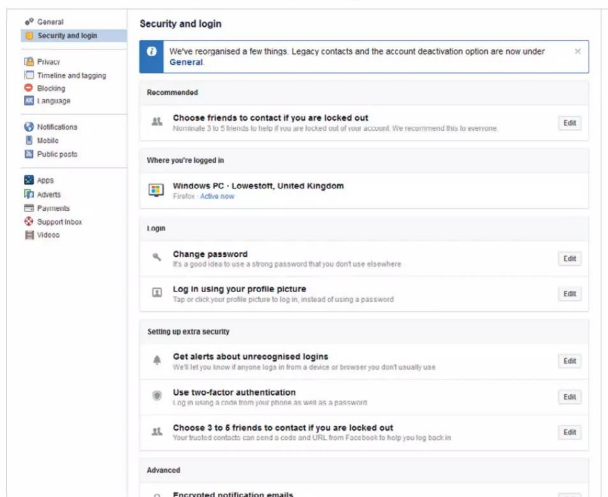 General
Security and login
Privacy
Timeline and tagging
Blocking
Language
Notifications
Mobile
Public posts
Apps
Adverts
Payments
Support Inbox
Videos
Security and login
We've reorganised a few things. Legacy contacts and the account deactivation option are now under
General.
Recommended
Choose friends to contact if you are locked out
Nominate 3 to 5 friends to help if you are locked out of your account. We recommend this to everyone.
Edit
Where you're logged in
Windows PC · Lowestoft, United Kingdom
Firefox · Active now
Login
Change password
It's a good idea to use a strong password that you don't use elsewhere
Edit
Log in using your profile picture
Tap or click your profile picture to log in, instead of using a password
Edit
Setting up extra security
Get alerts about unrecognised logins
We'll let you know if anyone logs in from a device or browser you don't usually use
Edit
Use two-factor authentication
Log in using a code from your phone as well as a password
Edit
Choose 3 to 5 friends to contact if you are locked out
Your trusted contacts can send a code and URL from Facebook to help you log back in
Edit
Advanced
Encrypted notification emails